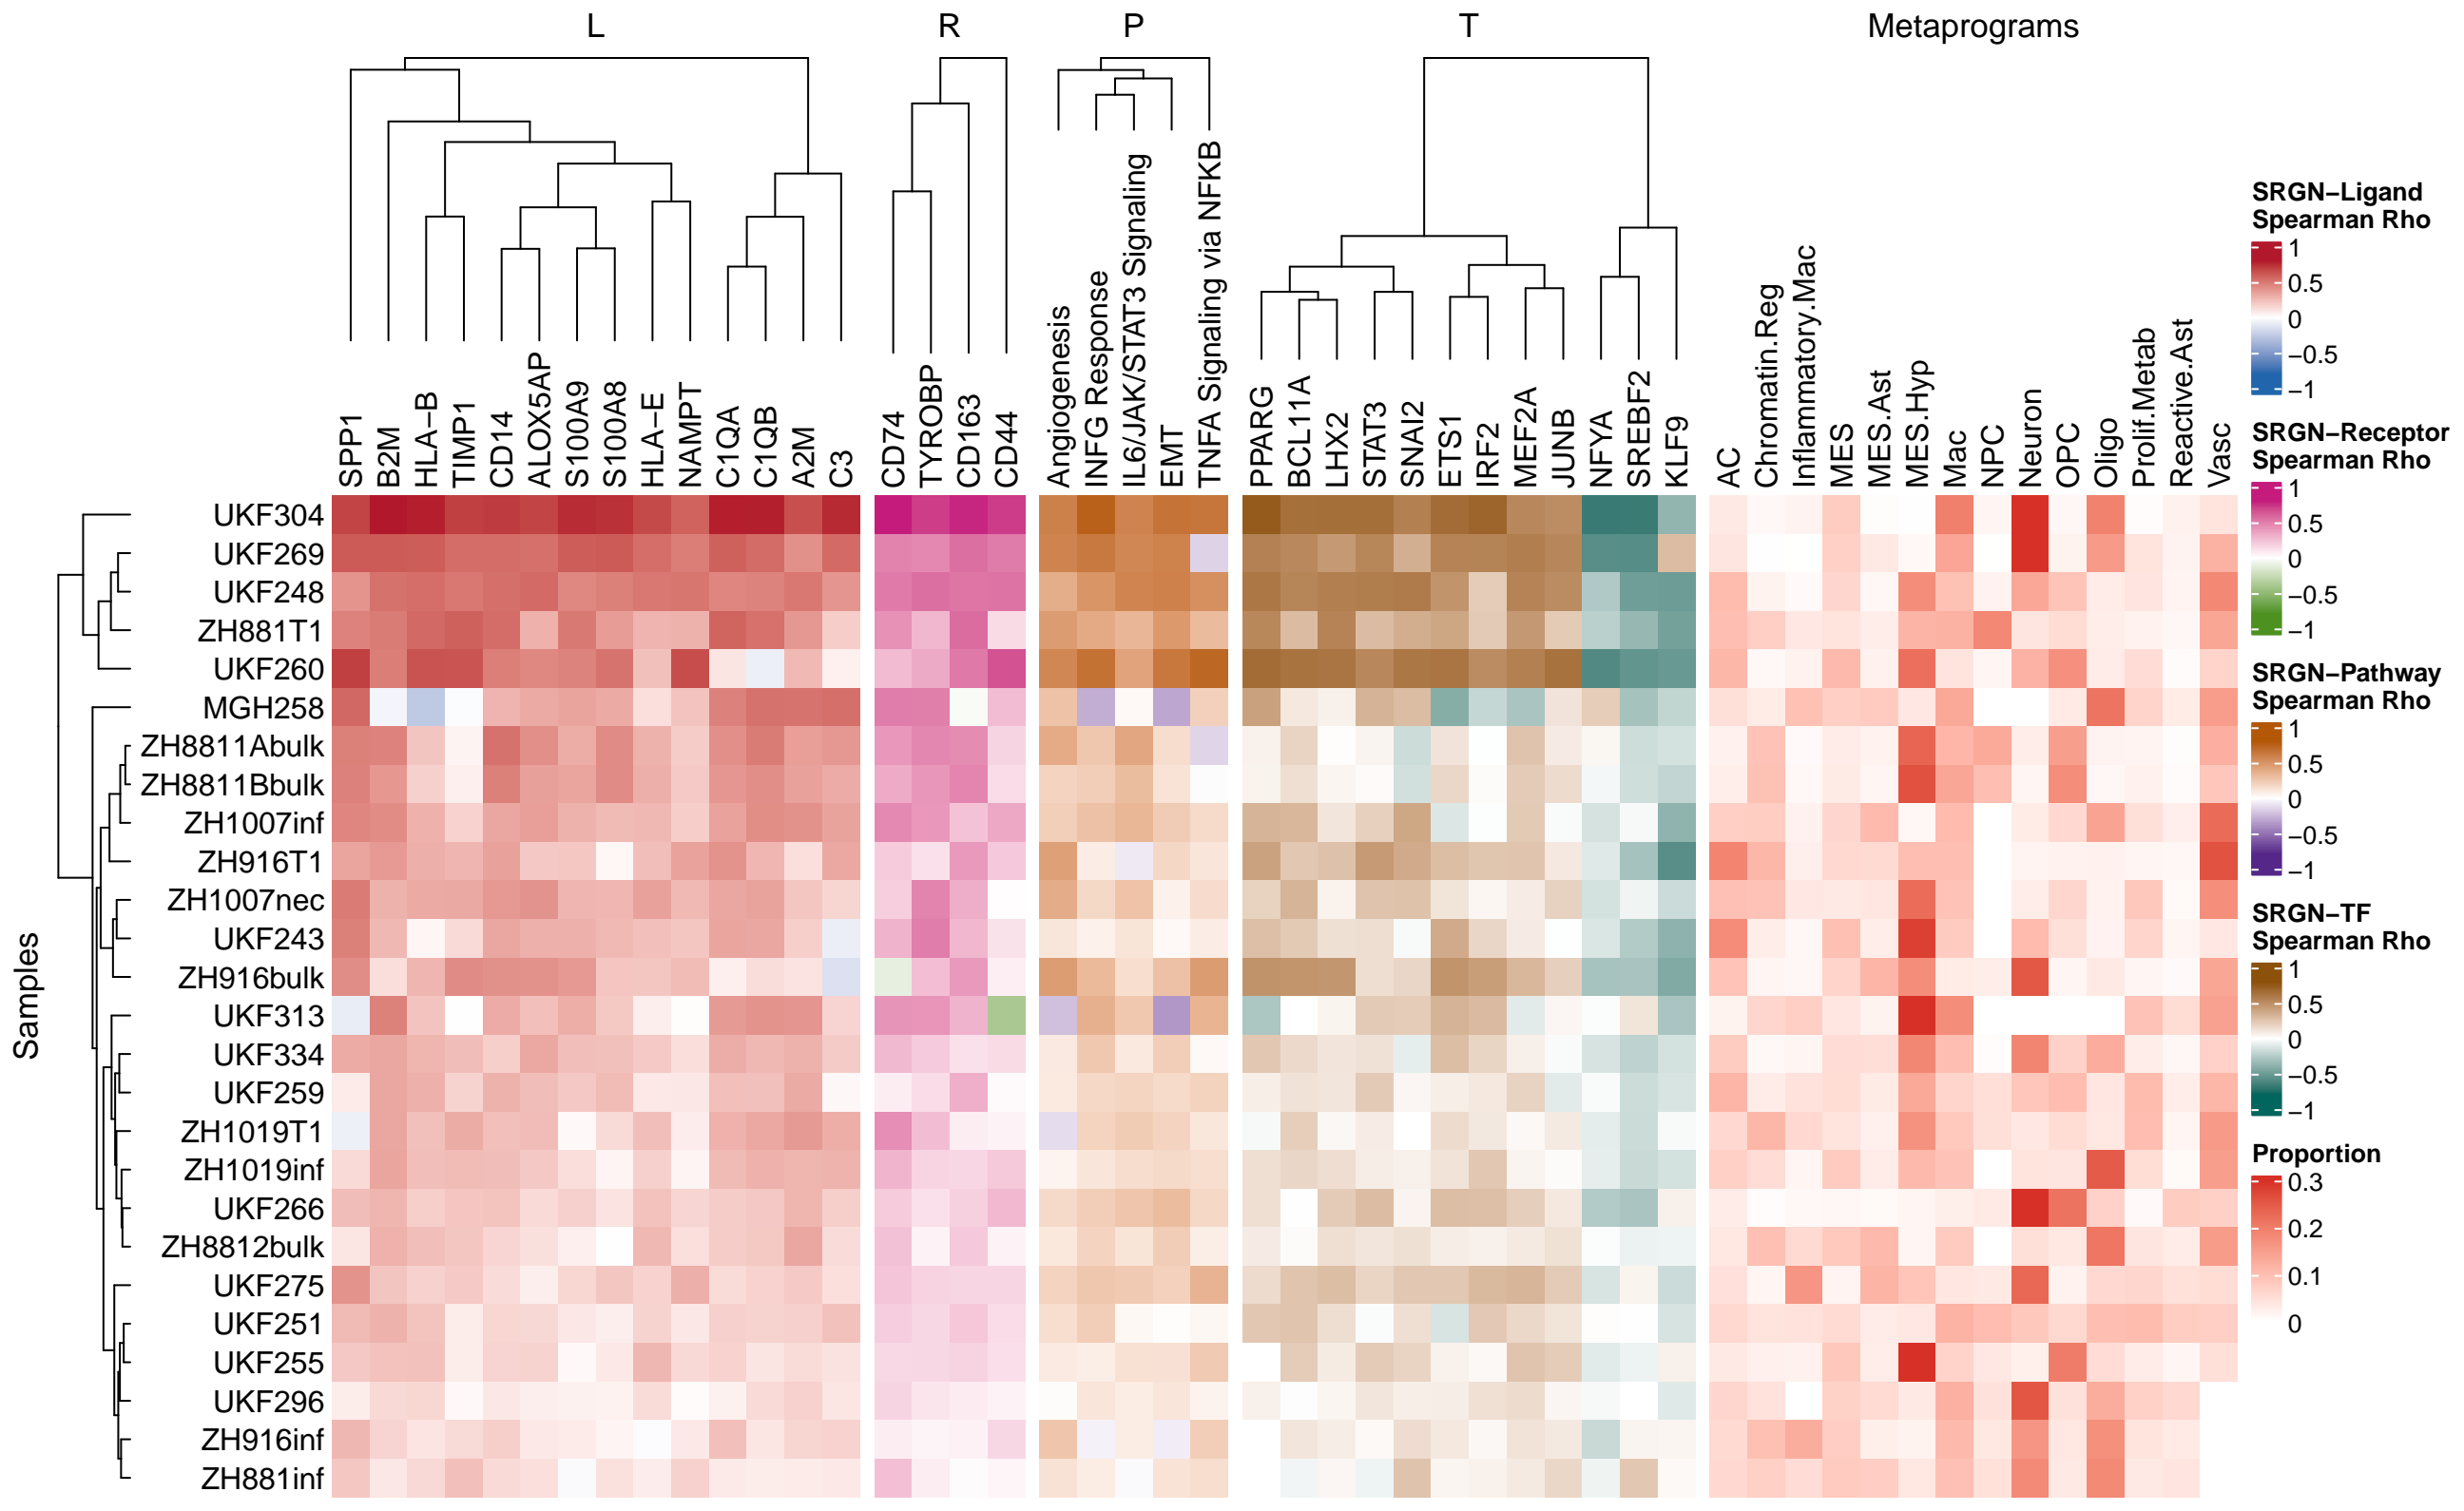 L R P T Metaprograms
SPP1
B2M
HLA−B
TIMP1
CD14
ALOX5AP
S100A9
S100A8
HLA−E
NAMPT
C1QA
C1QB
A2M
C3
CD74
TYROBP
CD163
CD44
Angiogenesis
INFG Response
IL6/JAK/STAT3 Signaling
EMT
TNFA Signaling via NFKB
PPARG
BCL11A
LHX2
STAT3
SNAI2
ETS1
IRF2
MEF2A
JUNB
NFYA
SREBF2
KLF9
AC
Chromatin.Reg
Inflammatory.Mac
MES
MES.Ast
MES.Hyp
Mac
NPC
Neuron
OPC
Oligo
Prolif.Metab
Reactive.Ast
Vasc
Samples
UKF304
UKF269
UKF248
ZH881T1
UKF260
MGH258
ZH8811Abulk
ZH8811Bbulk
ZH1007inf
ZH916T1
ZH1007nec
UKF243
ZH916bulk
UKF313
UKF334
UKF259
ZH1019T1
ZH1019inf
UKF266
ZH8812bulk
UKF275
UKF251
UKF255
UKF296
ZH916inf
ZH881inf
SRGN−Ligand
Spearman Rho
1
0.5
0
−0.5
−1
SRGN−Receptor
Spearman Rho
1
0.5
0
−0.5
−1
SRGN−Pathway
Spearman Rho
1
0.5
0
−0.5
−1
SRGN−TF
Spearman Rho
1
0.5
0
−0.5
−1
Proportion
0.3
0.2
0.1
0